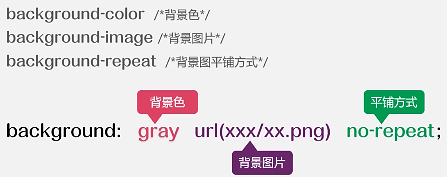 background-color /*背景色*/
background-image /*背景图片*/
background-repeat /*背景图平铺方式*/
背景色 平铺方式
background: gray url(xxx/xx.png) no-repeat;
背景图片